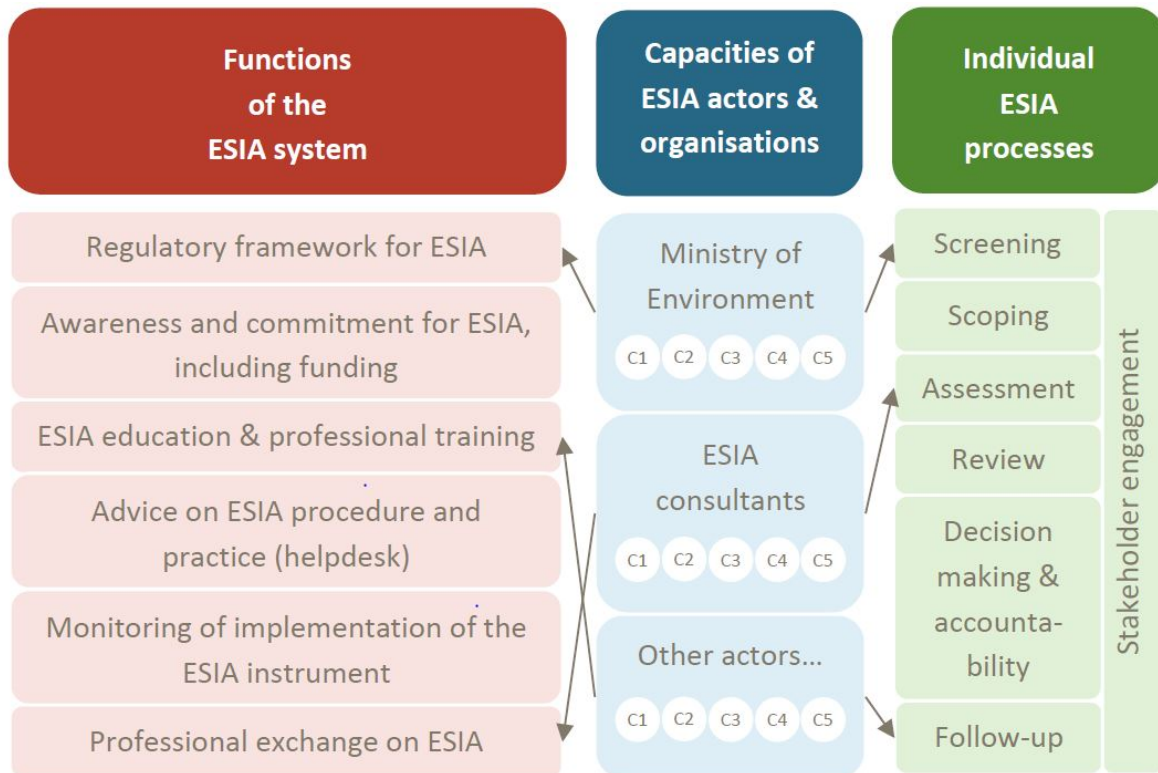 Functions
of the
ESIA system
Capacities of
ESIA actors &
organisations
Individual
ESIA
processes
Regulatory framework for ESIA
Awareness and commitment for ESIA,
including funding
ESIA education & professional training
Advice on ESIA procedure and
practice (helpdesk)
Monitoring of implementation of the
ESIA instrument
Professional exchange on ESIA
Ministry of
Environment
C1 C2 C3 C4 C5
ESIA
consultants
C1 C2 C3 C4 C5
Other actors...
C1 C2 C3 C4 C5
Screening
Scoping
Assessment
Review
Decision
making &
accounta-
bility
Follow-up
Stakeholder engagement